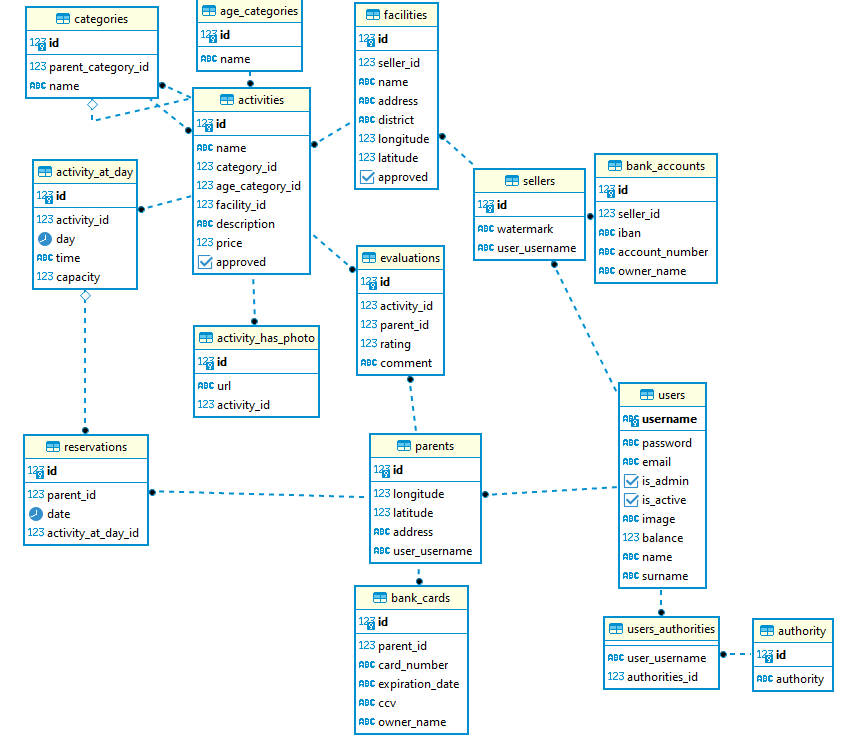 categories
123 id
123 parent_category_id
ABC name
age_categories
123 id
ABC name
facilities
123 id
123 seller_id
ABC name
ABC address
ABC district
123 longitude
123 latitude
approved
activities
123 id
ABC name
123 category_id
123 age_category_id
123 facility_id
ABC description
123 price
approved
activity_at_day
123 id
123 activity_id
day
ABC time
123 capacity
sellers
123 id
ABC watermark
ABC user_username
bank_accounts
123 id
123 seller_id
ABC iban
ABC account_number
ABC owner_name
evaluations
123 id
123 activity_id
123 parent_id
123 rating
ABC comment
activity_has_photo
123 id
ABC url
123 activity_id
users
ABC username
ABC password
ABC email
is_admin
is_active
ABC image
123 balance
ABC name
ABC surname
reservations
123 id
123 parent_id
date
123 activity_at_day_id
parents
123 id
123 longitude
123 latitude
ABC address
ABC user_username
bank_cards
123 id
123 parent_id
ABC card_number
ABC expiration_date
ABC ccv
ABC owner_name
users_authorities
ABC user_username
123 authorities_id
authority
123 id
ABC authority